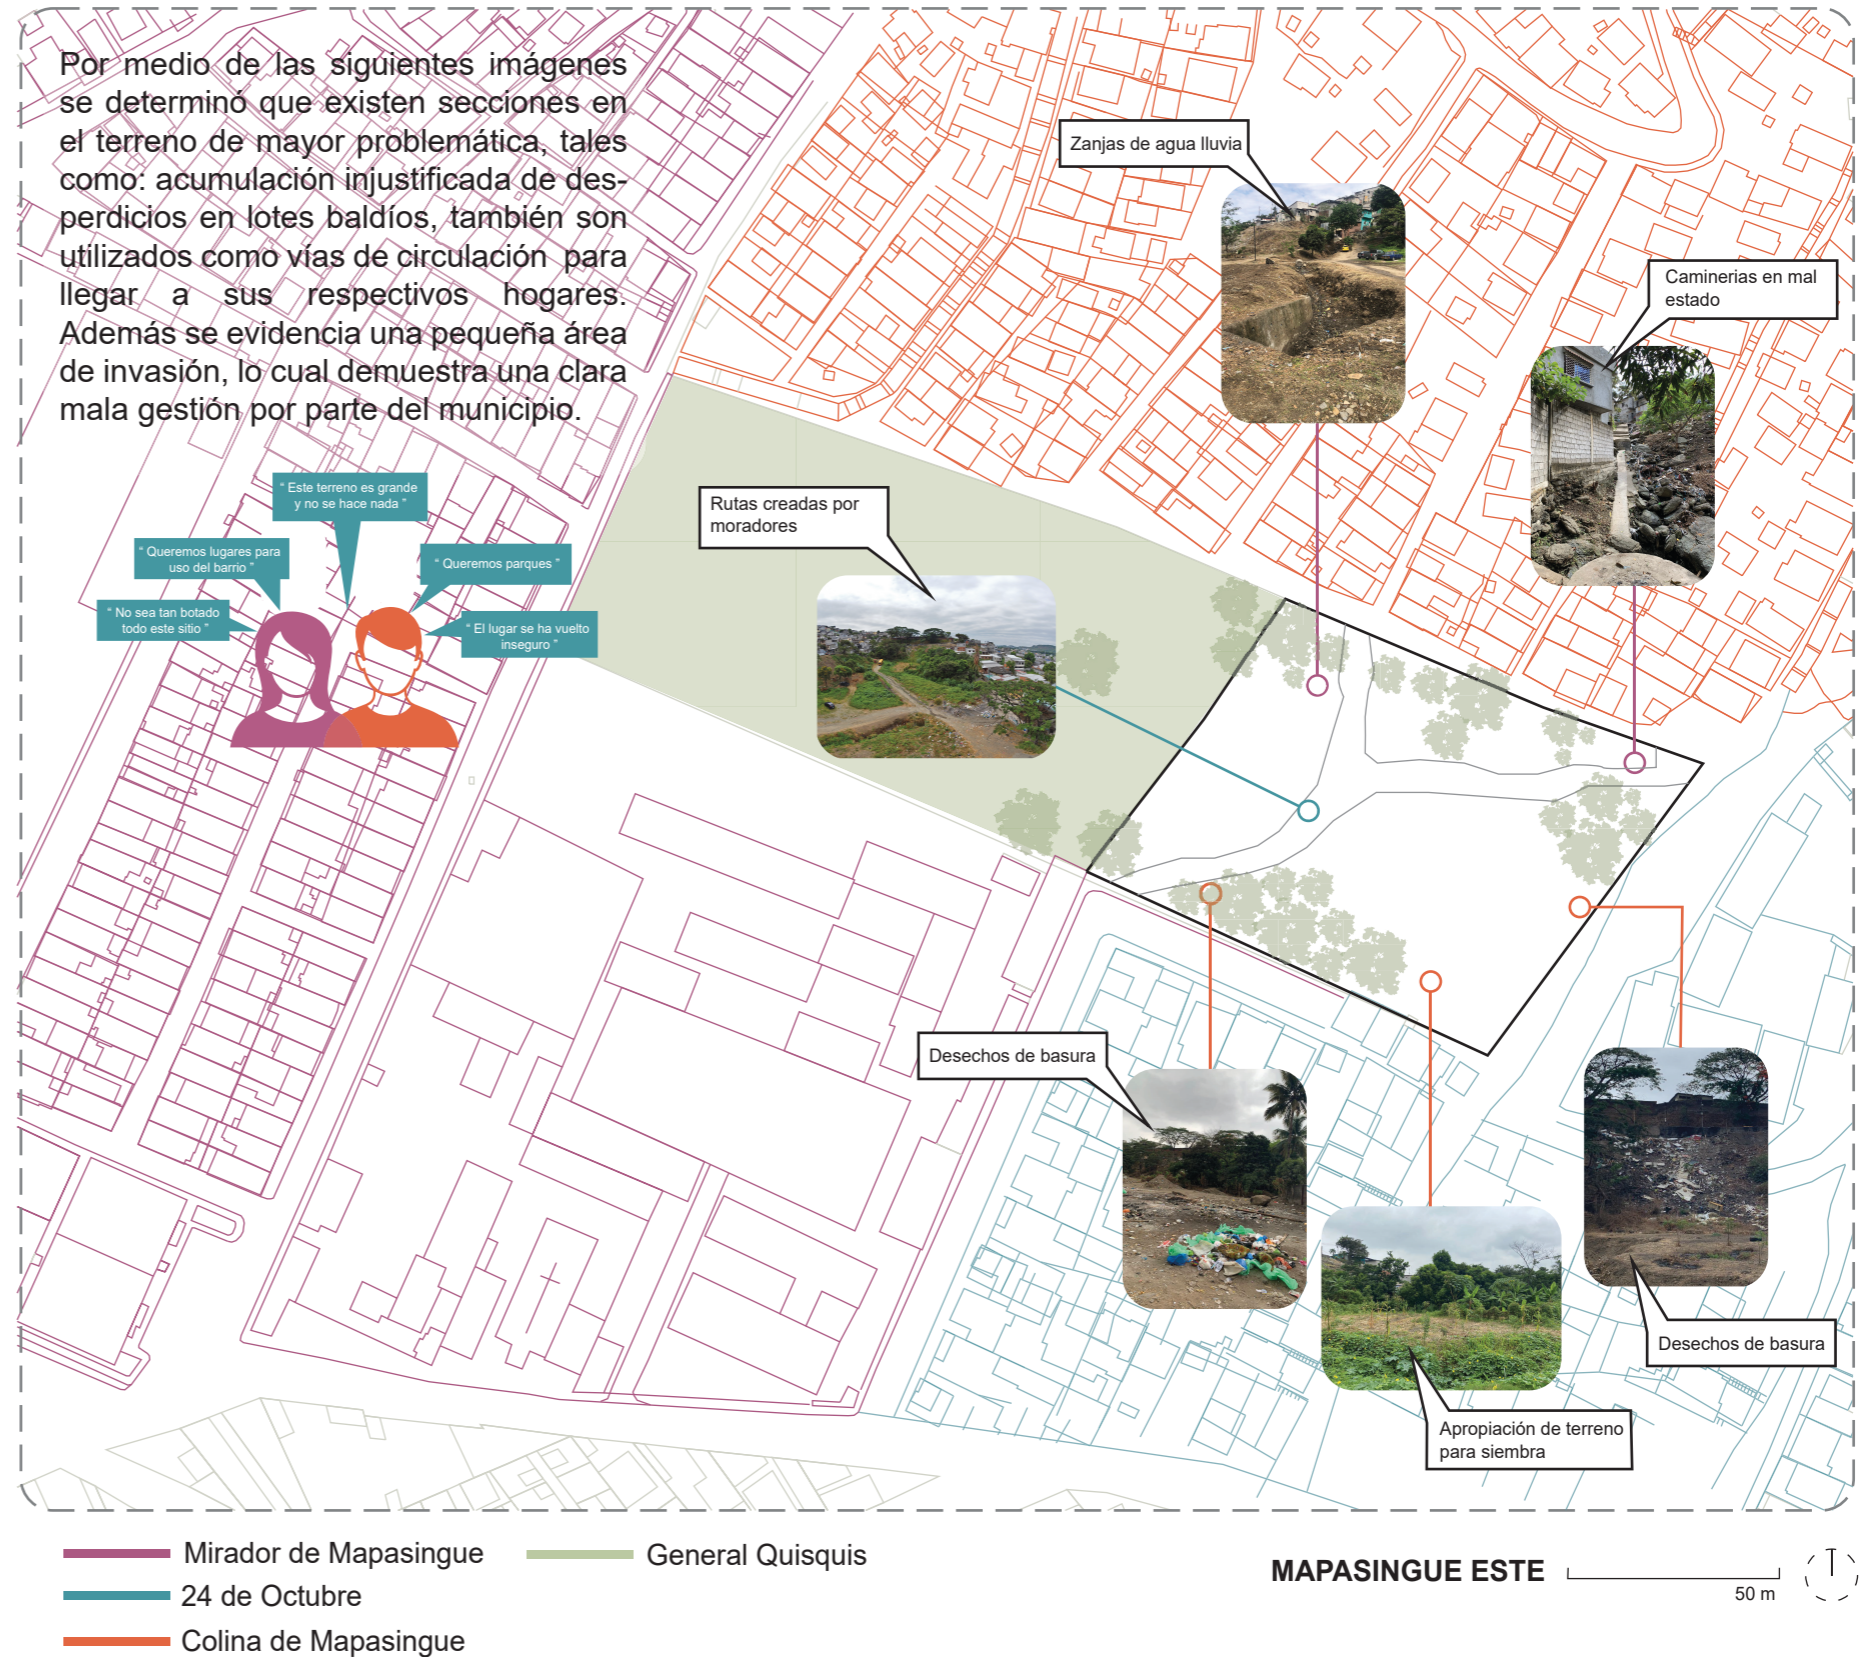 Por medio de las siguientes imágenes
se determinó que existen secciones en
el terreno de mayor problemática, tales
como: acumulación injustificada de des-
perdicios en lotes baldíos, también son
utilizados como vías de circulación para
llegar a sus respectivos hogares.
Además se evidencia una pequeña área
de invasión, lo cual demuestra una clara
mala gestión por parte del municipio.
Zanjas de agua lluvia
Caminerias en mal
estado
Rutas creadas por
moradores
“ Este terreno es grande
y no se hace nada ”
“ Queremos lugares para
uso del barrio ”
“ Queremos parques ”
“ No sea tan botado
todo este sitio ”
“ El lugar se ha vuelto
inseguro ”
Desechos de basura
Desechos de basura
Apropiación de terreno
para siembra
Mirador de Mapasingue
General Quisquis
24 de Octubre
Colina de Mapasingue
MAPASINGUE ESTE
50 m